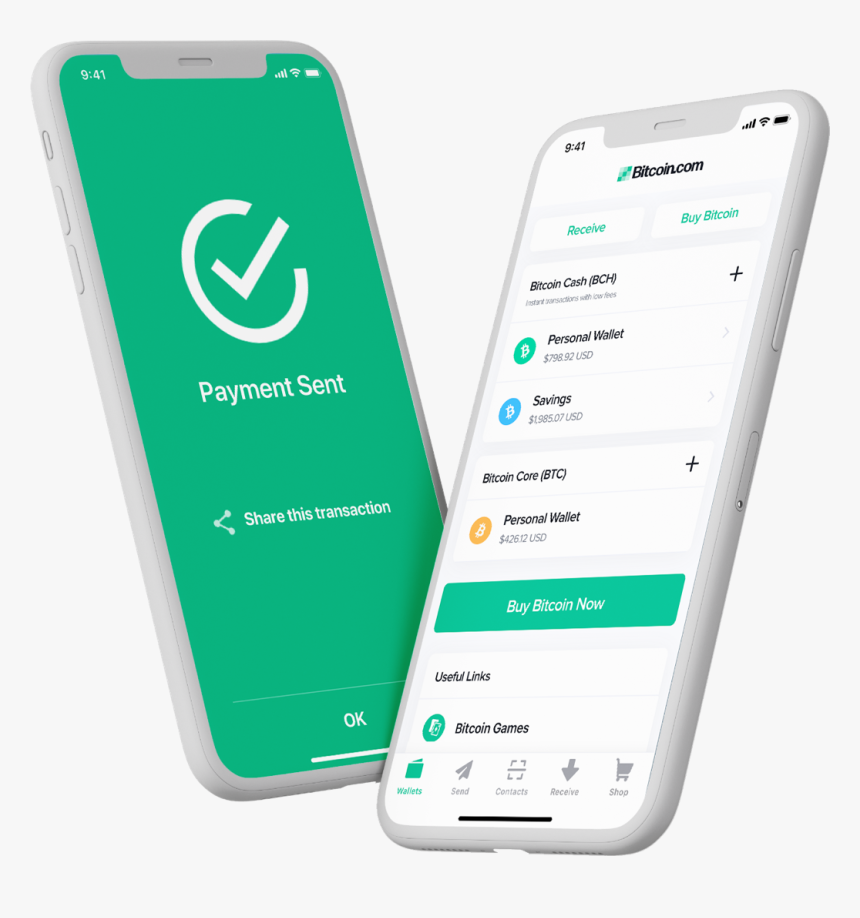 9:41
Payment Sent
Share this transaction
OK
9:41
Bitcoin.com
Receive
Buy Bitcoin
Bitcoin Cash (BCH)
Instant transactions with low fees
Personal Wallet
$798.92 USD
Savings
$1,985.07 USD
Bitcoin Core (BTC)
Personal Wallet
$426.12 USD
Buy Bitcoin Now
Useful Links
Bitcoin Games
Wallets Send Contacts Receive Shop